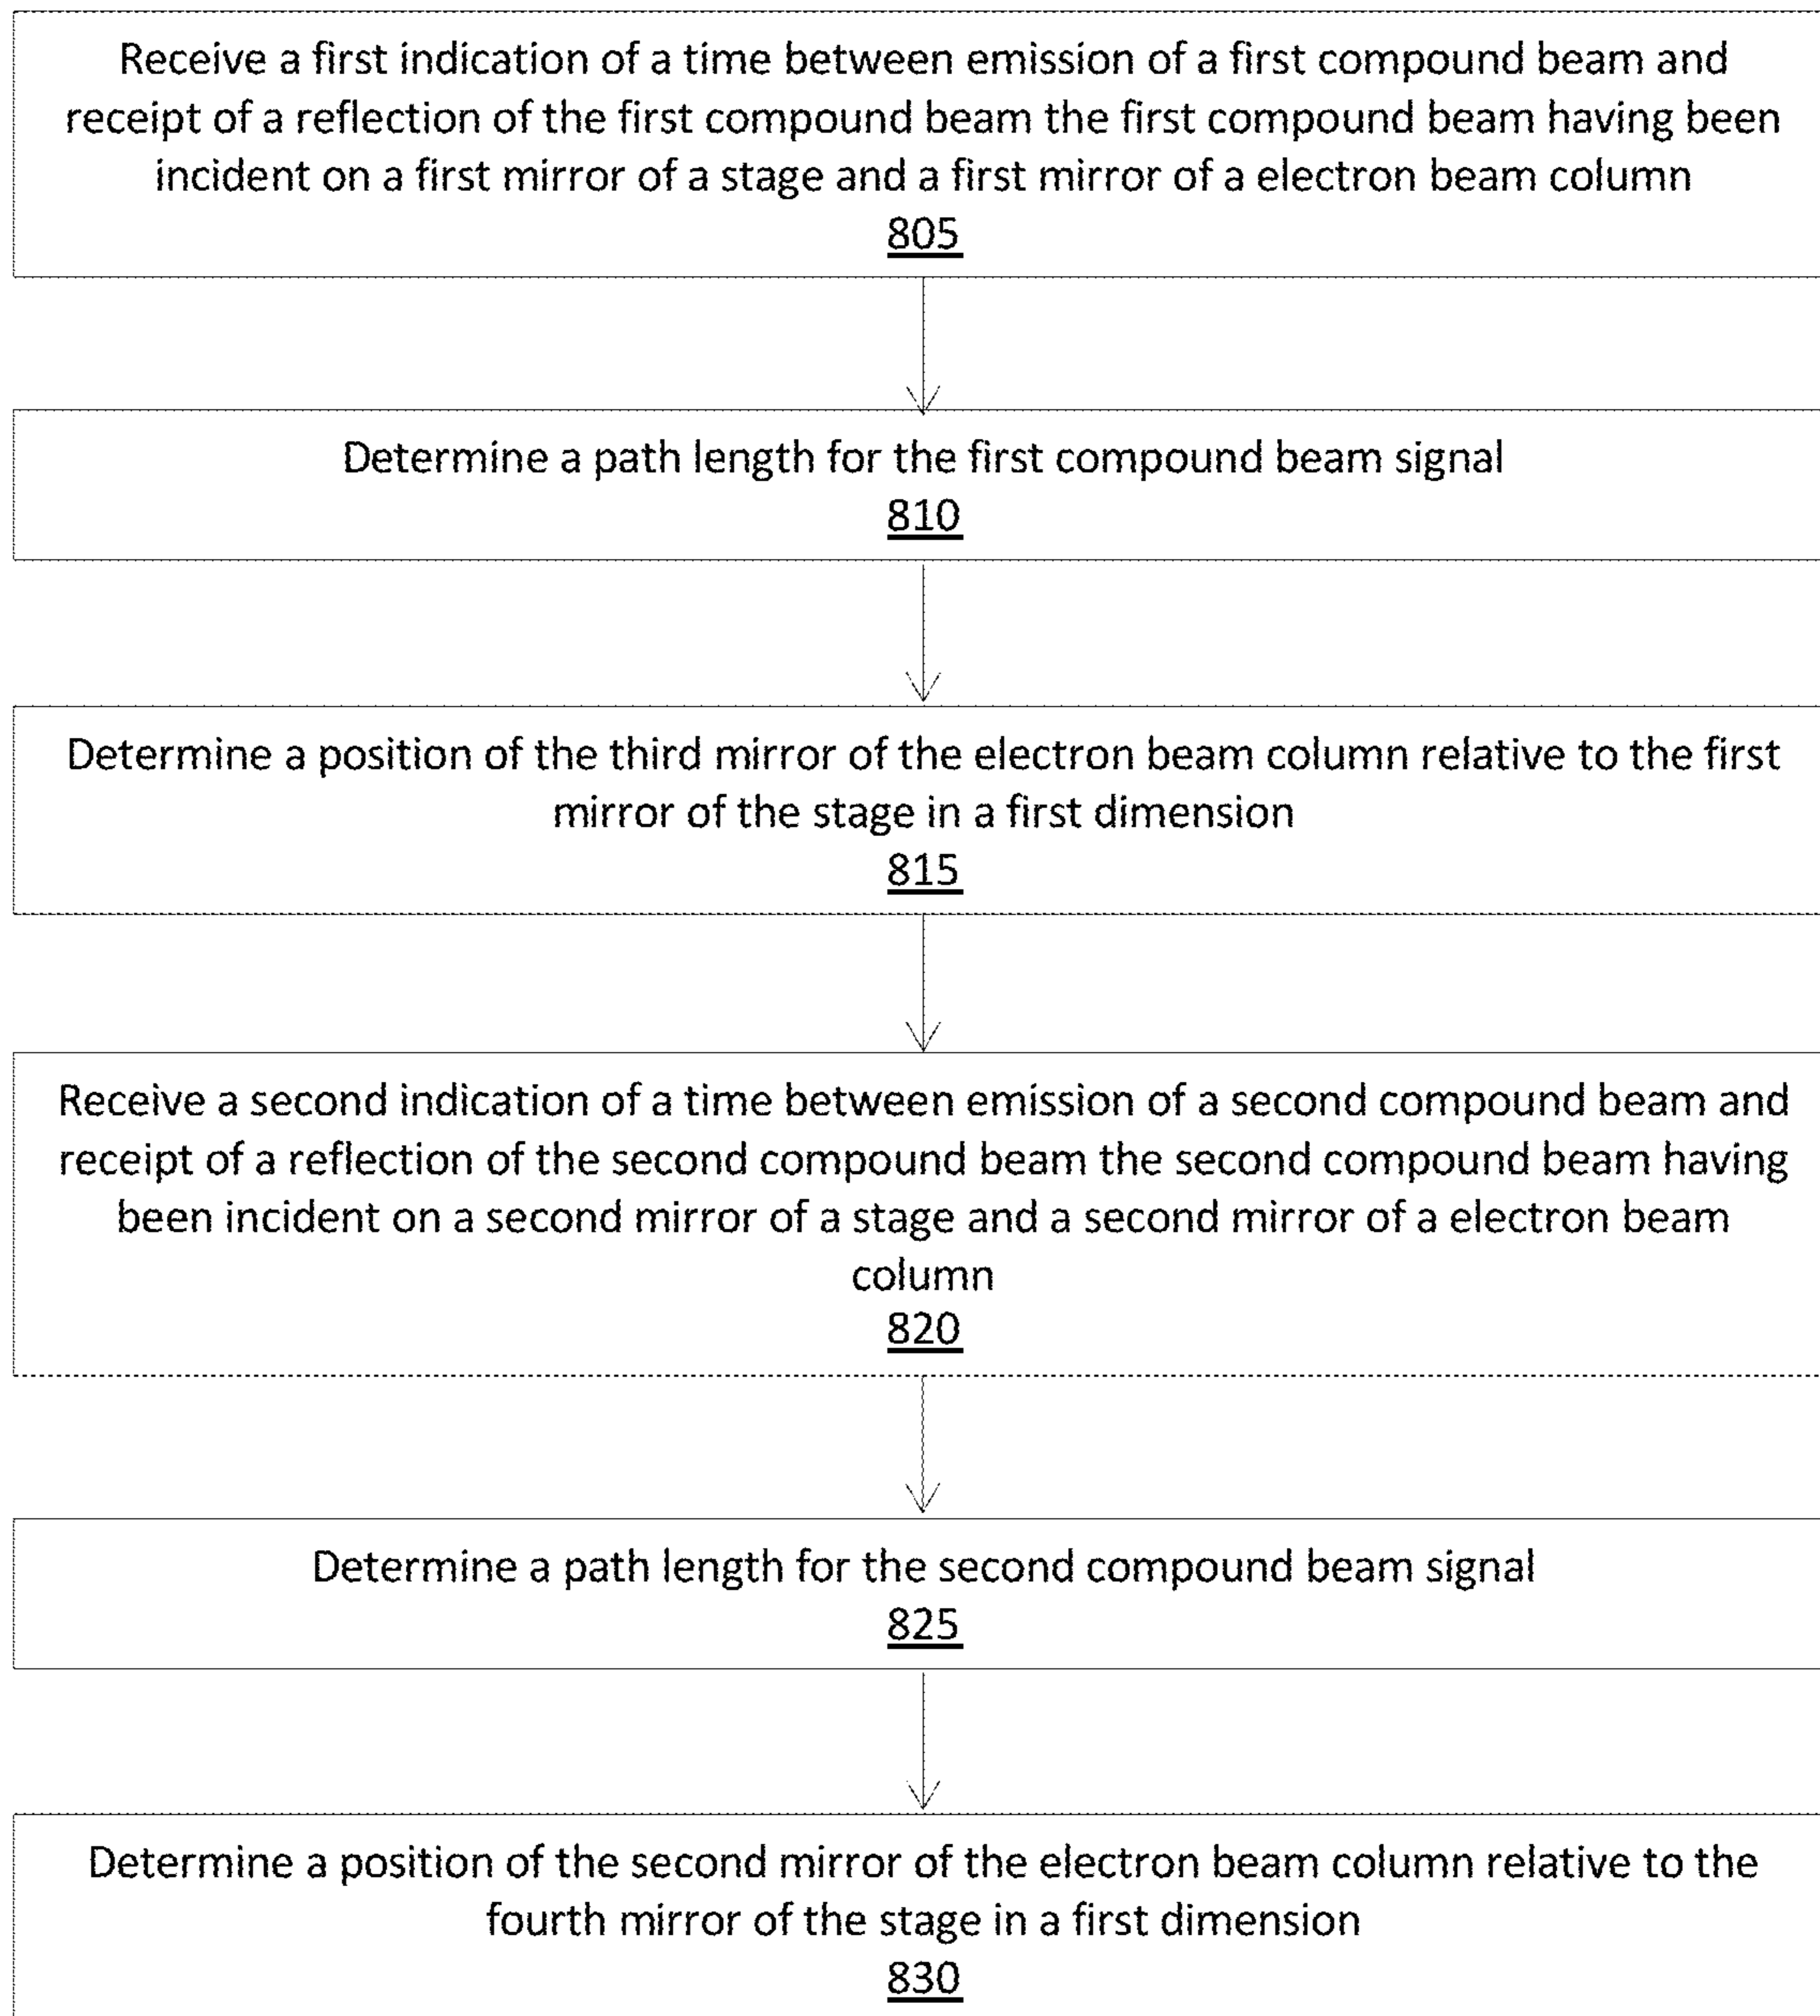 Receive a first indication of a time between emission of a first compound beam and
receipt of a reflection of the first compound beam the first compound beam having been
incident on a first mirror of a stage and a first mirror of a electron beam column
805
Determine a path length for the first compound beam signal
810
Determine a position of the third mirror of the electron beam column relative to the first
mirror of the stage in a first dimension
815
Receive a second indication of a time between emission of a second compound beam and
receipt of a reflection of the second compound beam the second compound beam having
been incident on a second mirror of a stage and a second mirror of a electron beam
column
820
Determine a path length for the second compound beam signal
825
Determine a position of the second mirror of the electron beam column relative to the
fourth mirror of the stage in a first dimension
830